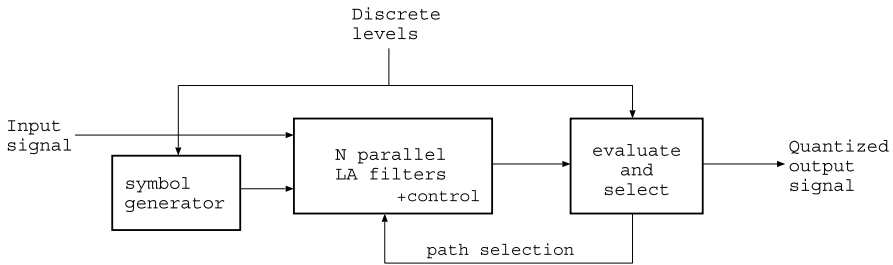 Discrete
levels
Input
signal
symbol
generator
N parallel
LA filters
+control
evaluate
and
select
Quantized
output
signal
path selection